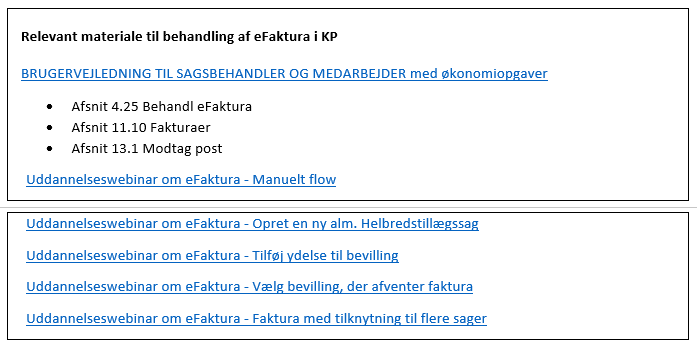 Relevant materiale til behandling af eFaktura i KP
BRUGERVEJLEDNING TIL SAGSBEHANDLER OG MEDARBEJDER med økonomiopgaver
• Afsnit 4.25 Behandl eFaktura
• Afsnit 11.10 Fakturaer
• Afsnit 13.1 Modtag post
Uddannelseswebinar om eFaktura - Manuelt flow
Uddannelseswebinar om eFaktura - Opret en ny alm. Helbredstillægssag
Uddannelseswebinar om eFaktura - Tilføj ydelse til bevilling
Uddannelseswebinar om eFaktura - Vælg bevilling, der afventer faktura
Uddannelseswebinar om eFaktura - Faktura med tilknytning til flere sager